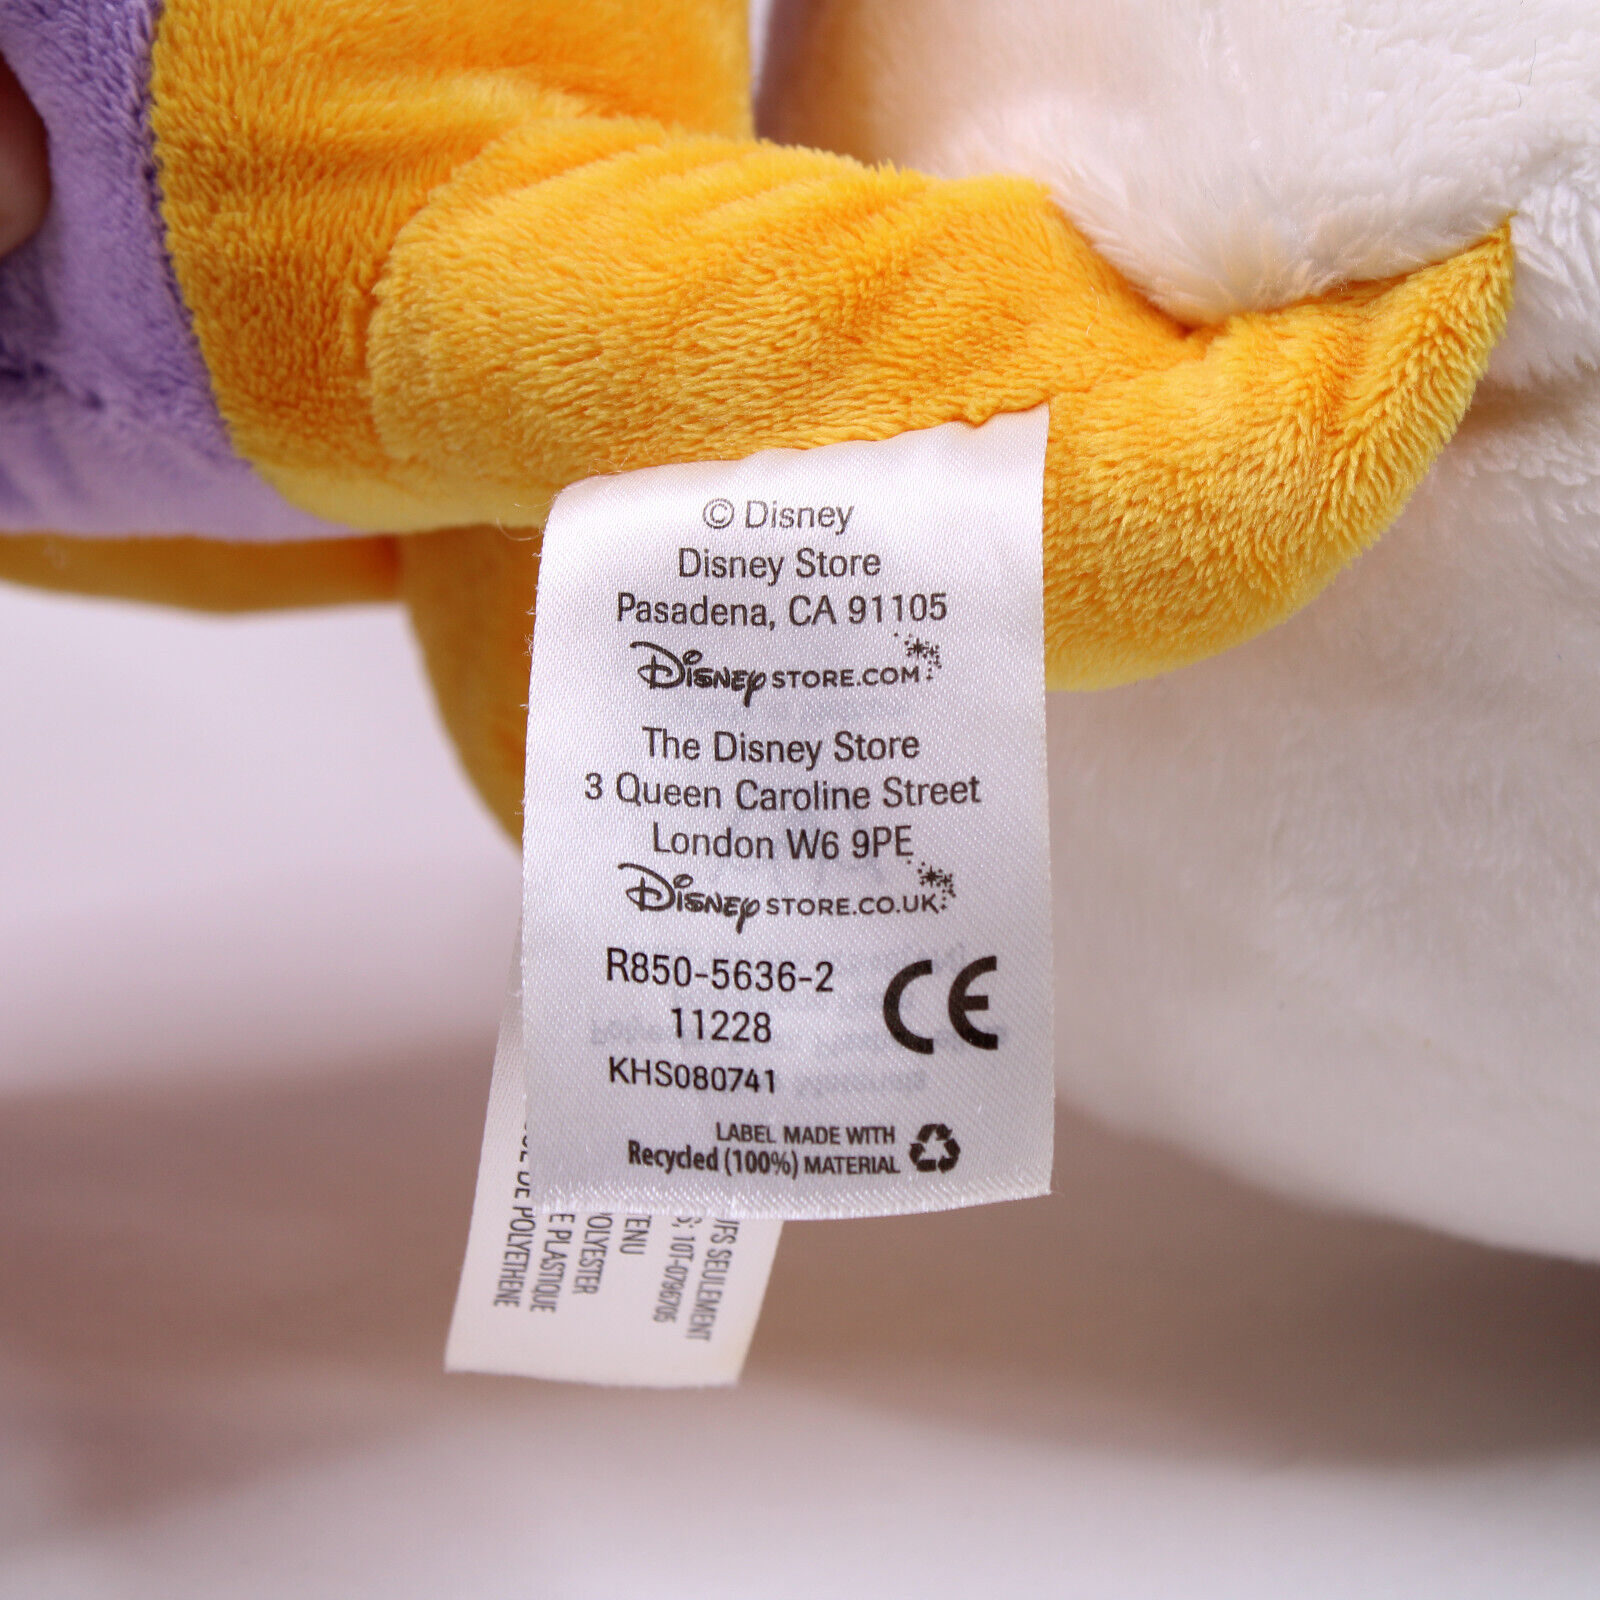 © Disney
Disney Store
Pasadena, CA 91105
Disney STORE.COM
The Disney Store
3 Queen Caroline Street
London W6 9PE
Disney STORE.CO.UK
R850-5636-2
11228
KHS080741
LABEL MADE WITH
Recycled (100%) MATERIAL
CE
SEULEMENT
10T-0796705
POLYESTER
PLASTIQUE
DE POLYETHENE